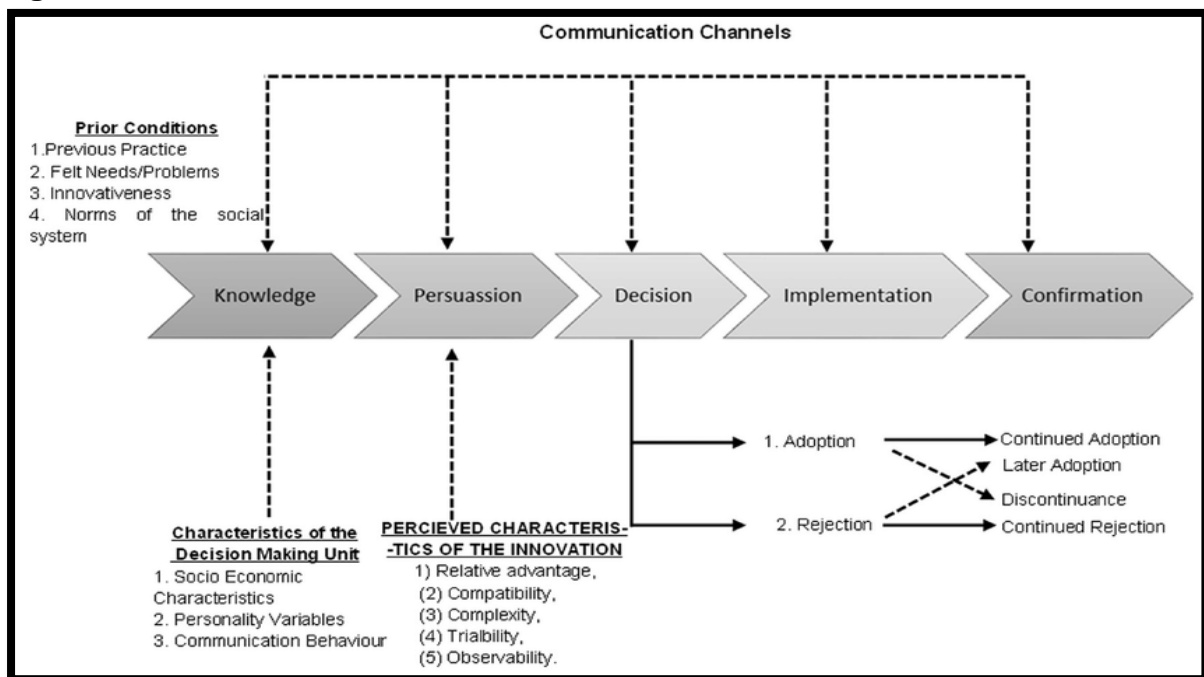 Communication Channels
Prior Conditions
1.Previous Practice
2. Felt Needs/Problems
3. Innovativeness
4. Norms of the social
system
Knowledge
Persuassion
Decision
Implementation
Confirmation
1. Adoption
Continued Adoption
Later Adoption
Discontinuance
2. Rejection
Continued Rejection
Characteristics of the
Decision Making Unit
1. Socio Economic
Characteristics
2. Personality Variables
3. Communication Behaviour
PERCIEVED CHARACTERIS-
-TICS OF THE INNOVATION
1) Relative advantage,
(2) Compatibility,
(3) Complexity,
(4) Trialbility,
(5) Observability.